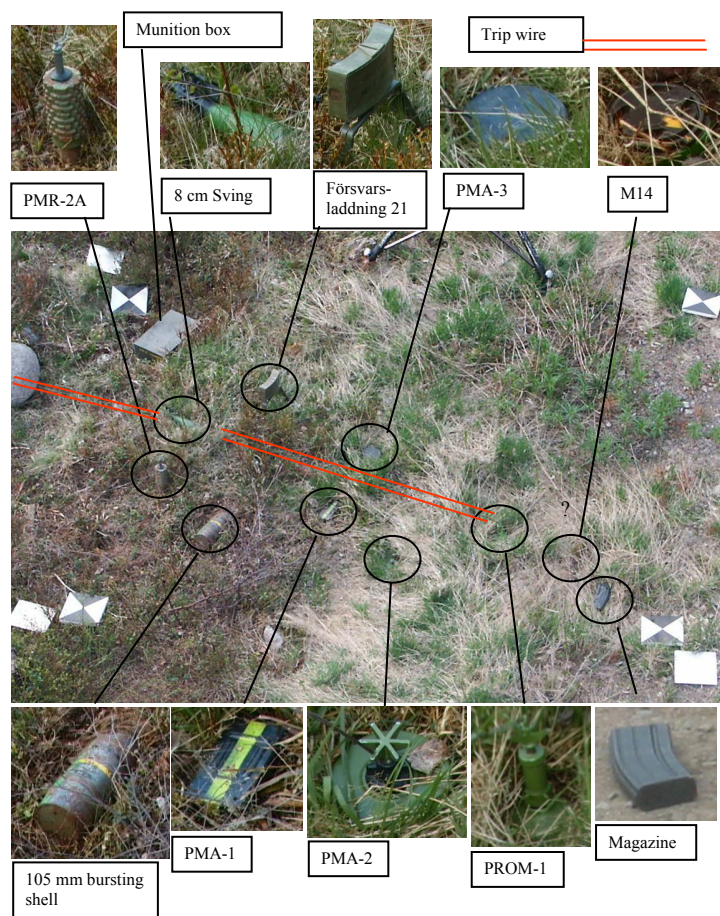 Munition box
Trip wire
PMR-2A
8 cm Sving
Försvars-
laddning 21
PMA-3
M14
?
105 mm bursting
shell
PMA-1
PMA-2
PROM-1
Magazine